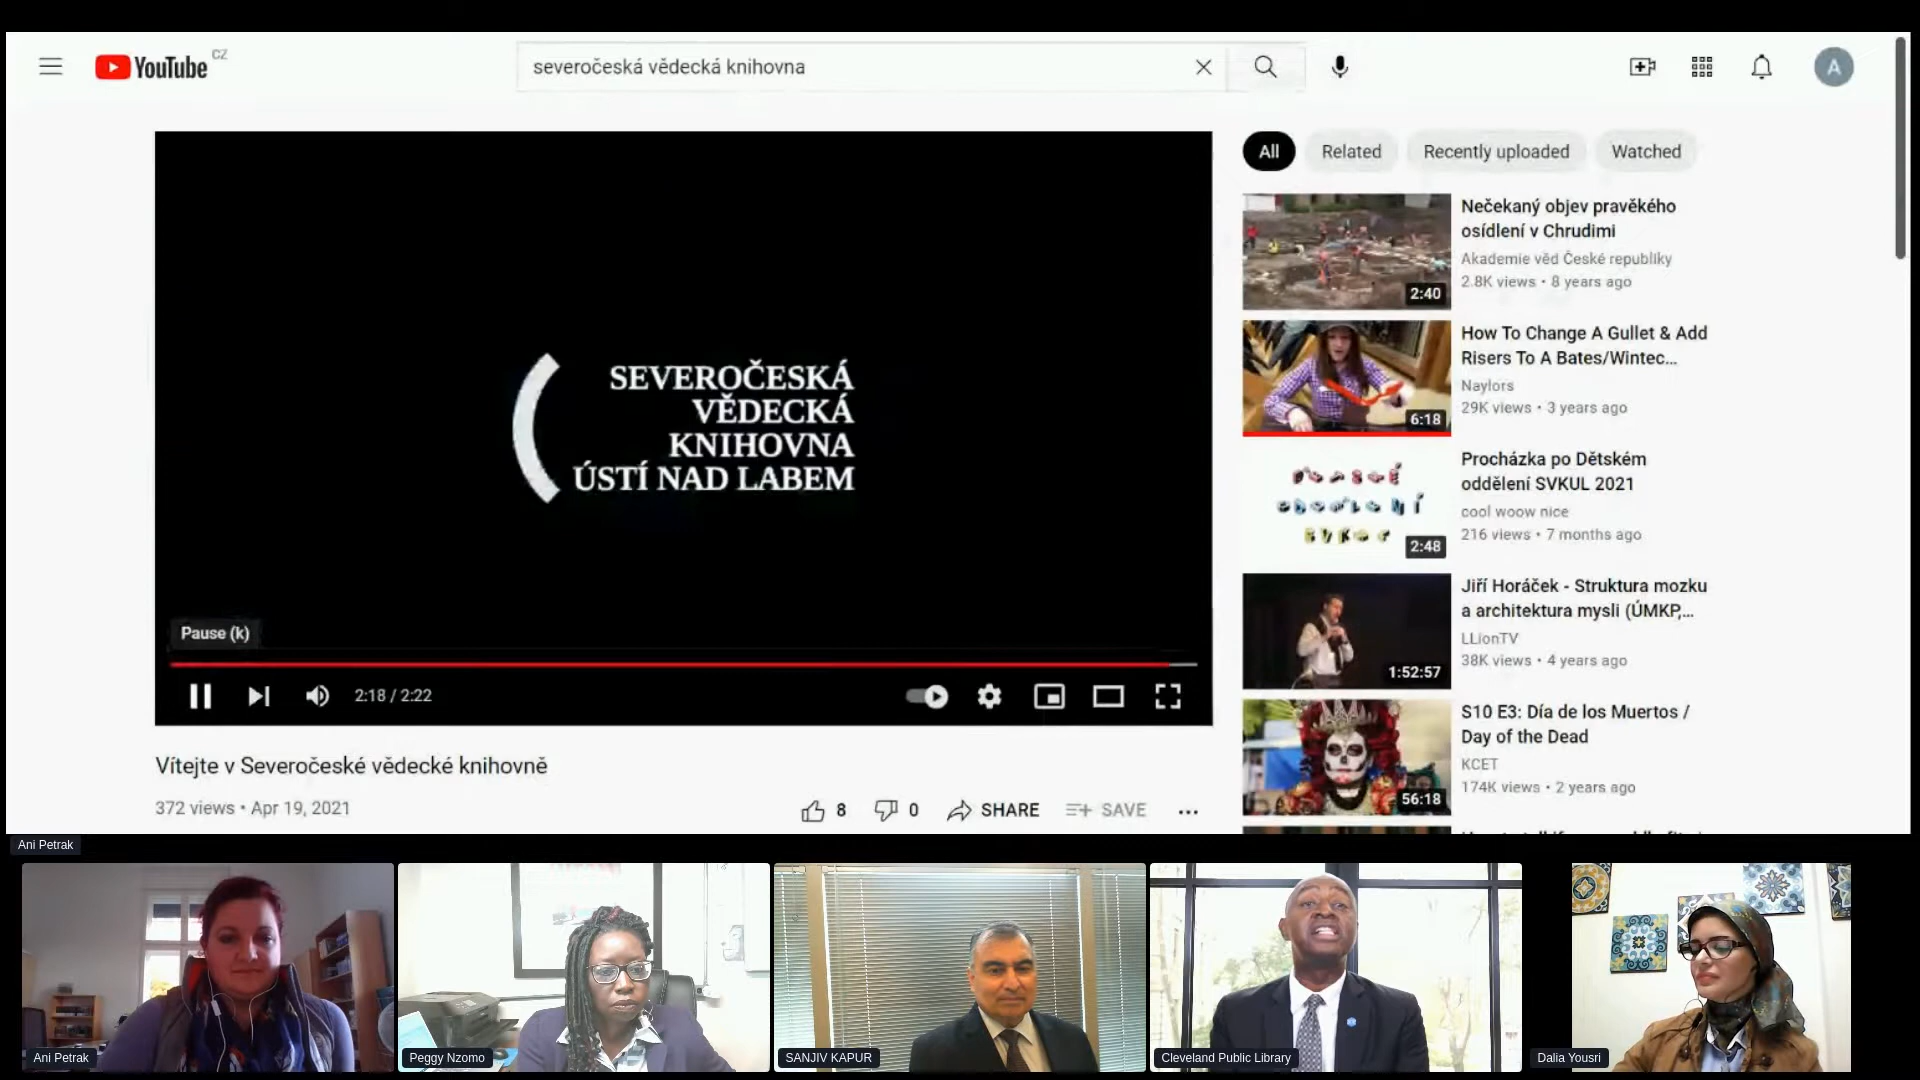 YouTube CZ
severočeská vědecká knihovna
A
All
Related
Recently uploaded
Watched
SEVEROČESKÁ
VĚDECKÁ
KNIHOVNA
ÚSTÍ NAD LABEM
Pause (k)
2:18 / 2:22
Vítejte v Severočeské vědecké knihovně
372 views • Apr 19, 2021
8
0
SHARE
SAVE
Nečekaný objev pravěkého
osídlení v Chrudimi
Akademie věd České republiky
2.8K views • 8 years ago
2:40
How To Change A Gullet & Add
Risers To A Bates/Wintec...
Naylors
29K views • 3 years ago
6:18
Procházka po Dětském
oddělení SVKUL 2021
cool woow nice
216 views • 7 months ago
2:48
Jiří Horáček - Struktura mozku
a architektura mysli (ÚMKP,...
LLionTV
38K views • 4 years ago
1:52:57
S10 E3: Día de los Muertos /
Day of the Dead
KCET
174K views • 2 years ago
56:18
Ani Petrak
Ani Petrak
Peggy Nzomo
SANJIV KAPUR
Cleveland Public Library
Dalia Yousri